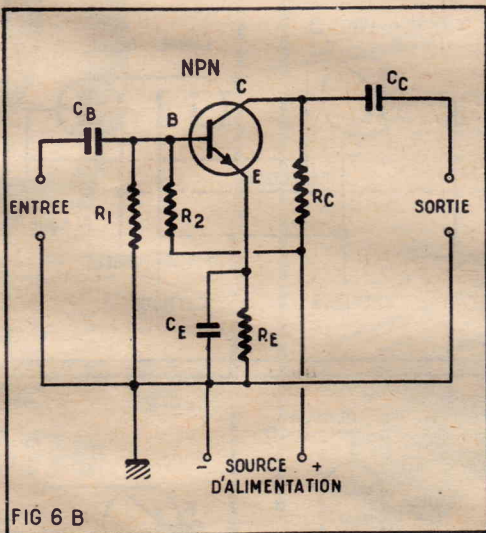 NPN
C
CC
CB
B
E
ENTREE
R1
R2
RC
SORTIE
CE
RE
- SOURCE +
D'ALIMENTATION
FIG 6 B